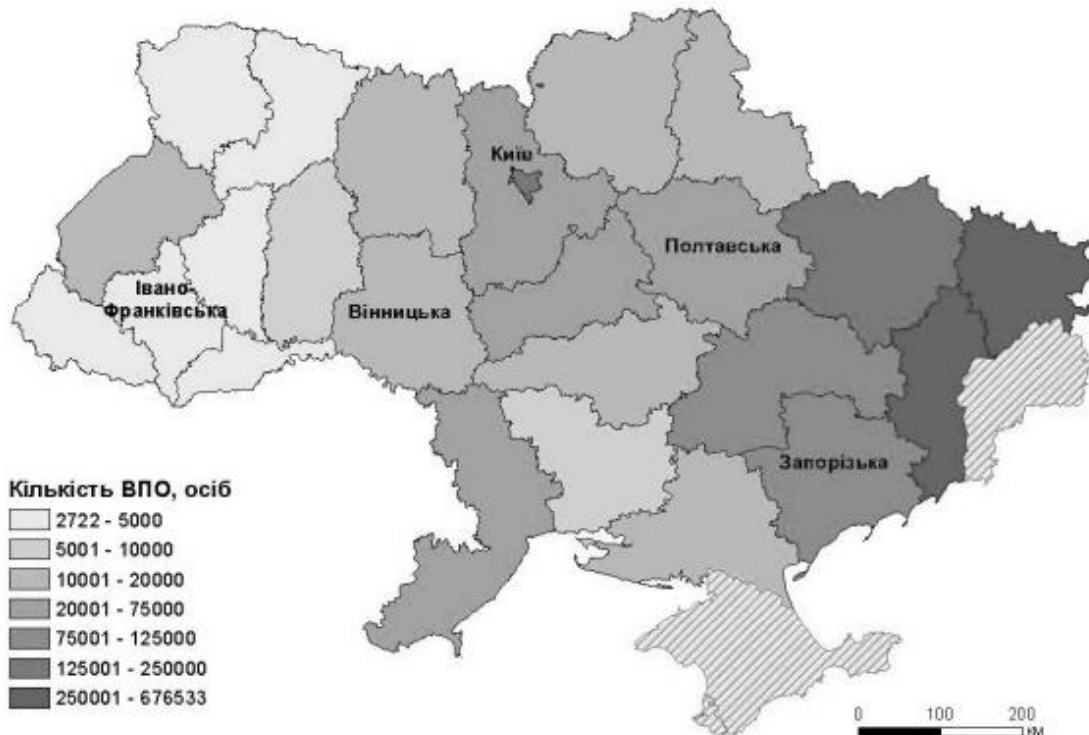 Київ
Полтавська
Івано-
Франківська
Вінницька
Запорізька
Кількість ВПО, осіб
2722 - 5000
5001 - 10000
10001 - 20000
20001 - 75000
75001 - 125000
125001 - 250000
250001 - 676533
0 100 200
км